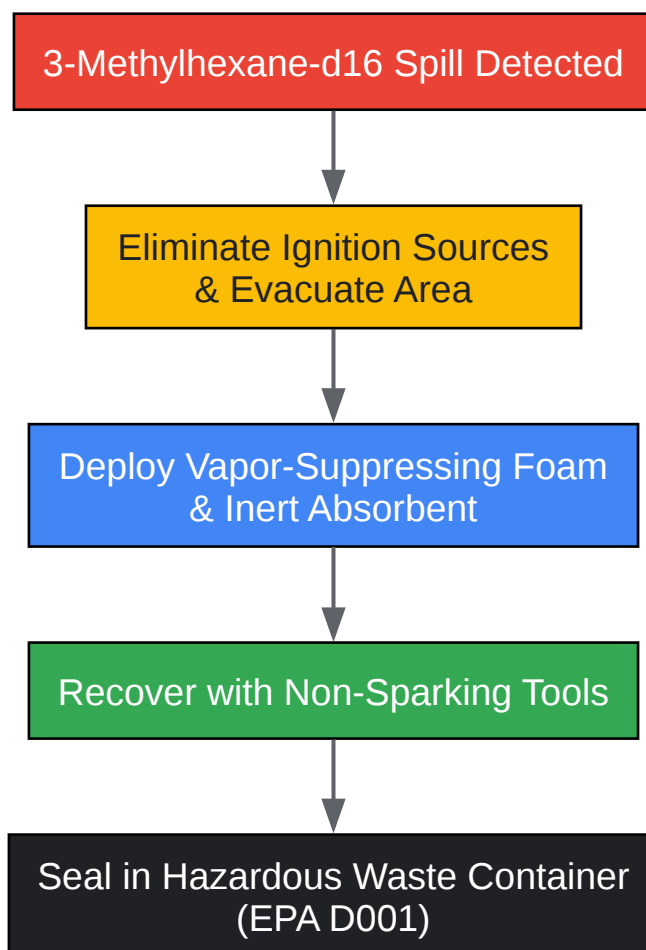 3-Methylhexane-d16 Spill Detected
Eliminate Ignition Sources
& Evacuate Area
Deploy Vapor-Suppressing Foam
& Inert Absorbent
Recover with Non-Sparking Tools
Seal in Hazardous Waste Container
(EPA D001)